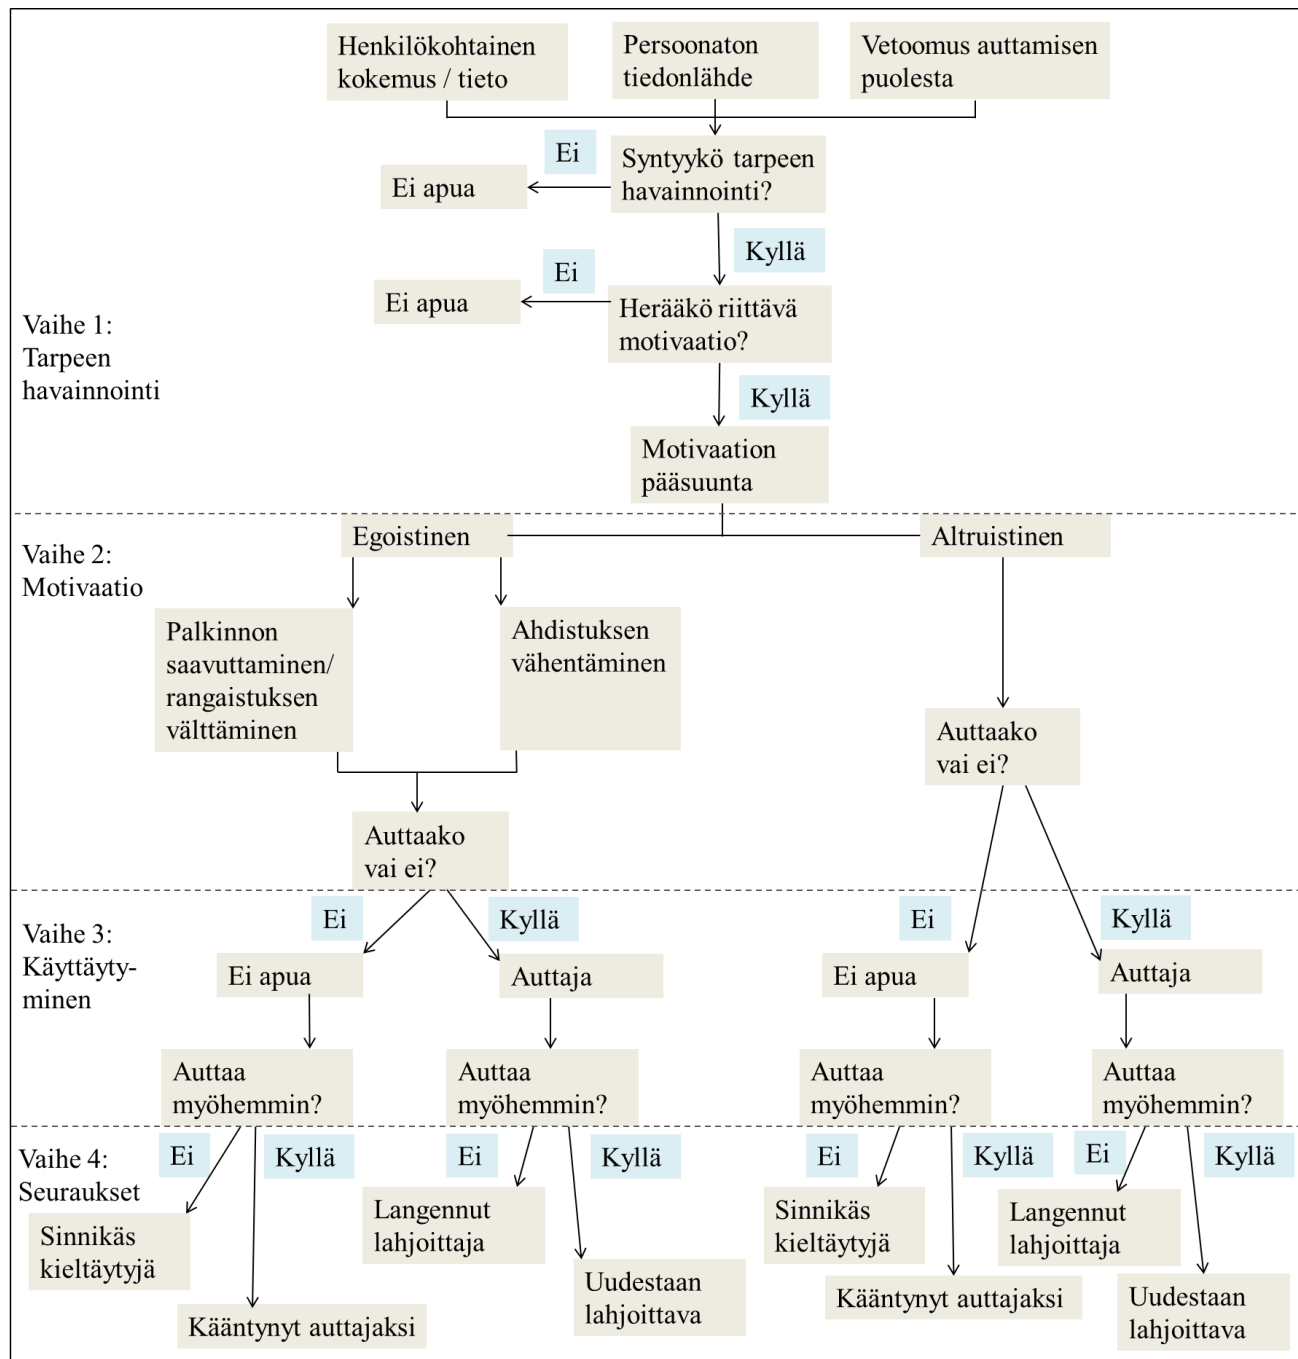 Henkilökohtainen
kokemus / tieto
Persoonaton
tiedonlähde
Vetoomus auttamisen
puolesta
Ei
Syntyykö tarpeen
havainnointi?
Ei apua
Kyllä
Ei
Ei apua
Herääkö riittävä
motivaatio?
Vaihe 1:
Tarpeen
havainnointi
Kyllä
Motivaation
pääsuunta
Vaihe 2:
Motivaatio
Egoistinen
Altruistinen
Palkinnon
saavuttaminen/
rangaistuksen
välttäminen
Ahdistuksen
vähentäminen
Auttaako
vai ei?
Auttaako
vai ei?
Vaihe 3:
Käyttäyty-
minen
Ei
Kyllä
Ei
Kyllä
Ei apua
Auttaja
Ei apua
Auttaja
Auttaa
myöhemmin?
Auttaa
myöhemmin?
Auttaa
myöhemmin?
Auttaa
myöhemmin?
Vaihe 4:
Seuraukset
Ei
Kyllä
Ei
Kyllä
Ei
Kyllä
Ei
Kyllä
Sinnikäs
kieltäytyjä
Kääntynyt auttajaksi
Langennut
lahjoittaja
Uudestaan
lahjoittava
Sinnikäs
kieltäytyjä
Kääntynyt auttajaksi
Langennut
lahjoittaja
Uudestaan
lahjoittava